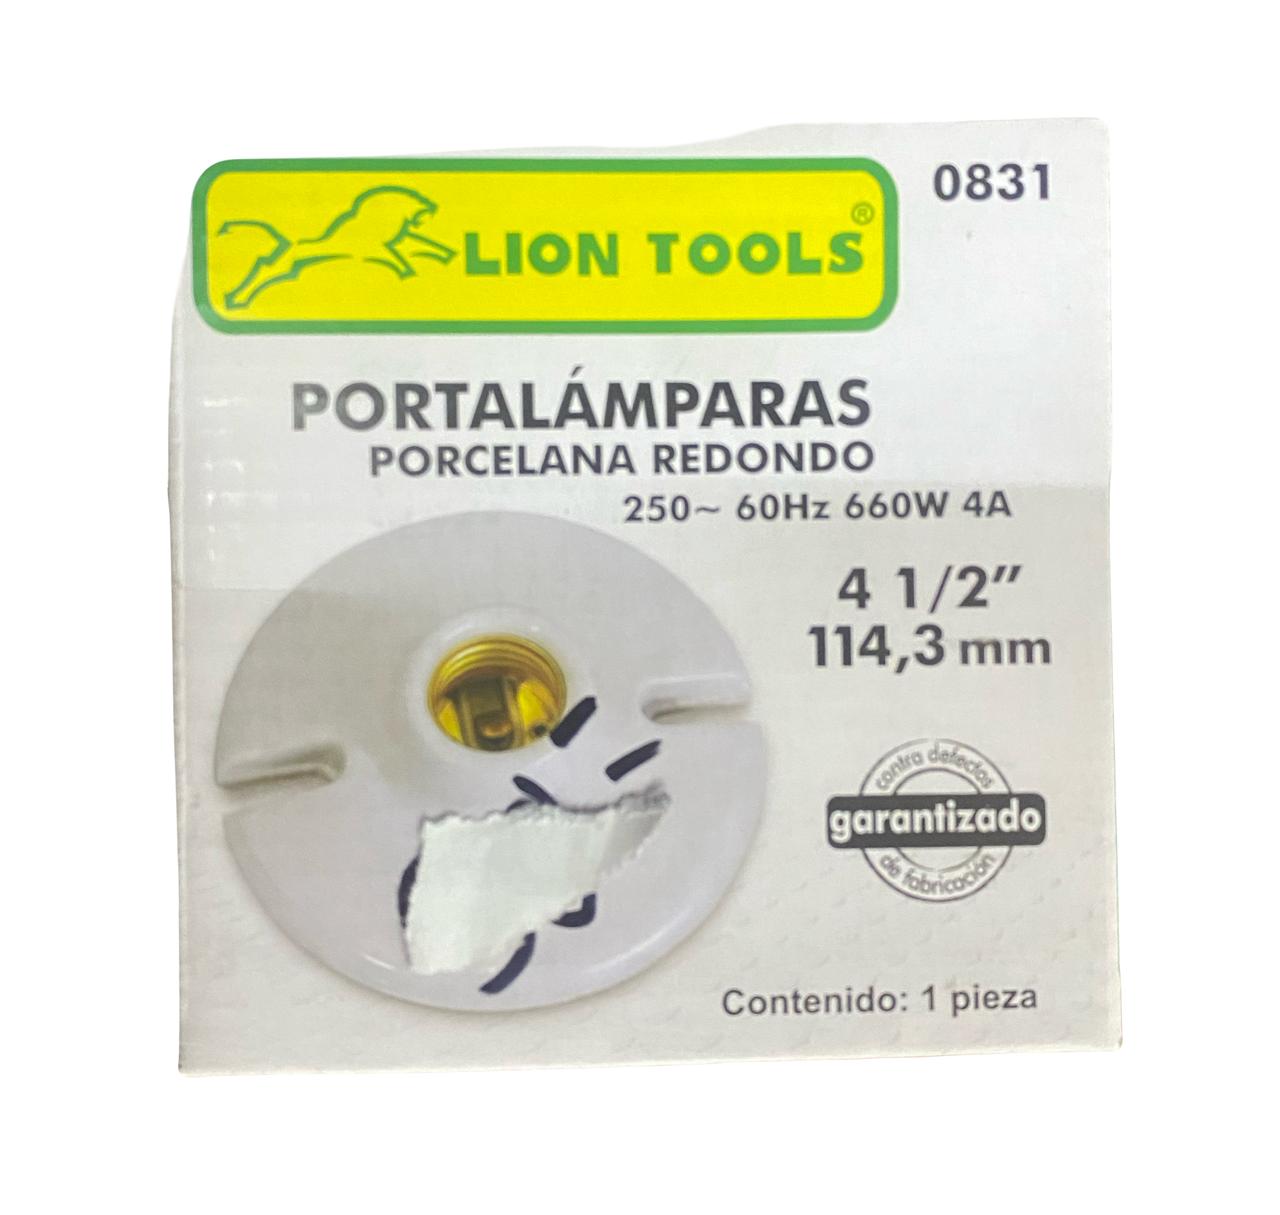 0831
LION TOOLS®
PORTALÁMPARAS
PORCELANA REDONDO
250~ 60Hz 660W 4A
4 1/2”
114,3 mm
contra defectos
garantizado
de fabricación
Contenido: 1 pieza